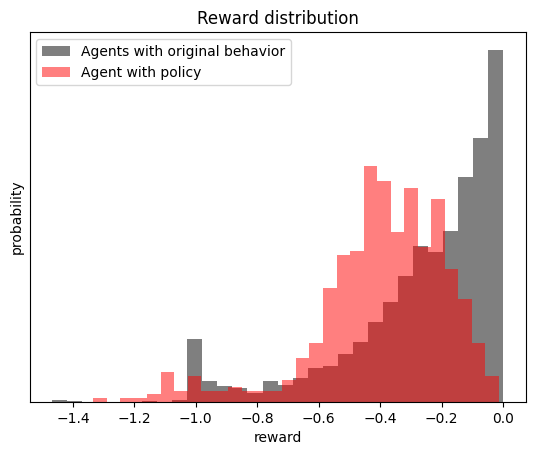 Reward distribution
Agents with original behavior
Agent with policy
probability
−1.4 −1.2 −1.0 −0.8 −0.6 −0.4 −0.2 0.0
reward